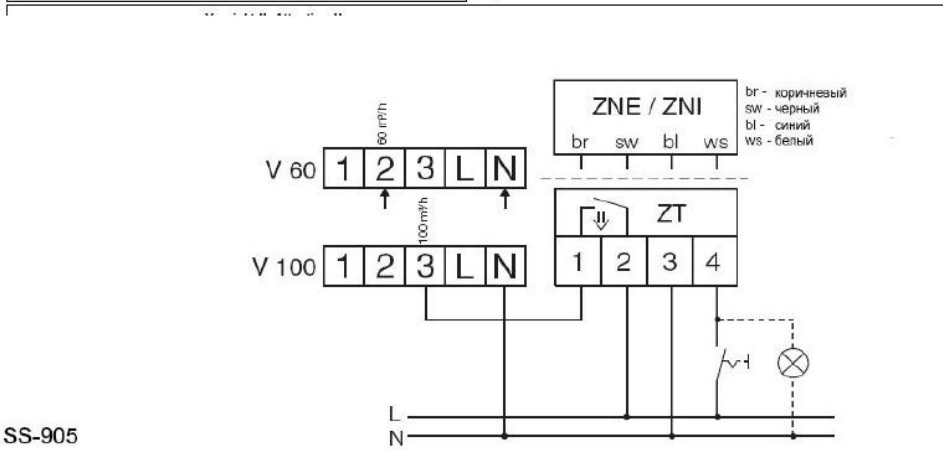 60 m³/h
V 60 1 2 3 L N
100 m³/h
V 100 1 2 3 L N
ZNE / ZNI
br sw bl ws
br - коричневый
sw - черный
bl - синий
ws - белый
ZT
1 2 3 4
L
N
SS-905